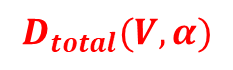 D_total(V, α)